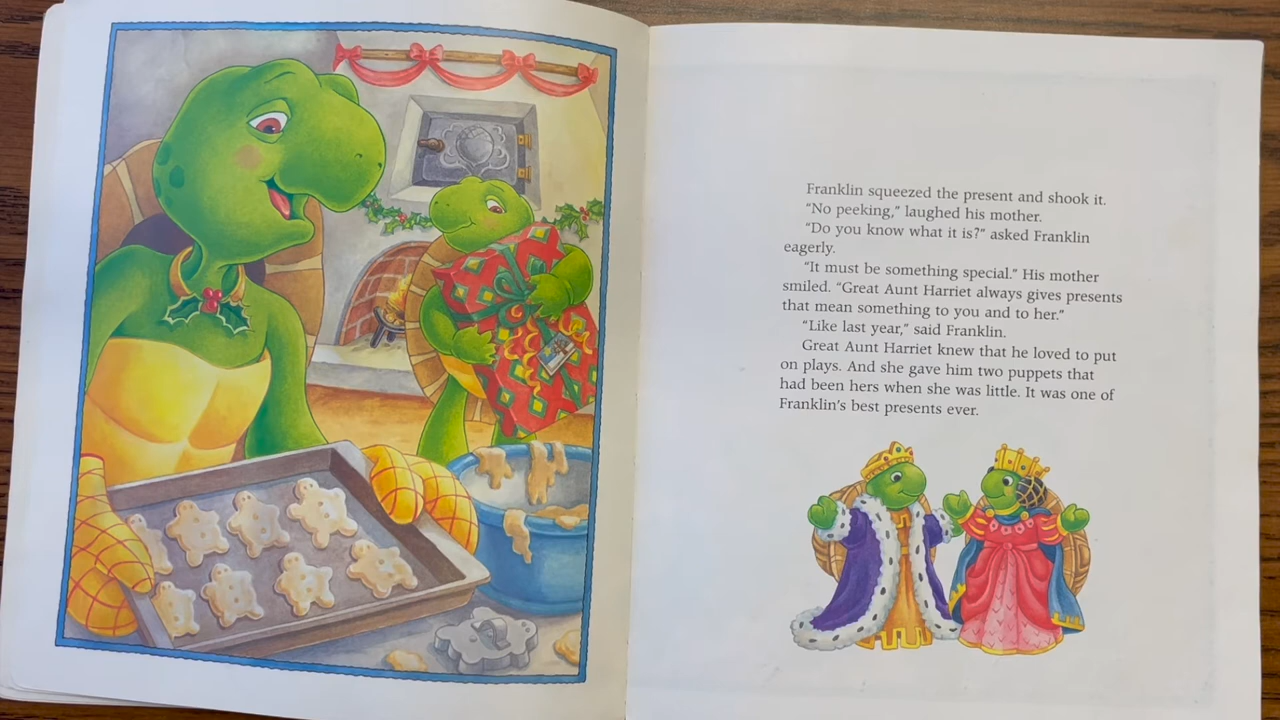 Franklin squeezed the present and shook it.
“No peeking,” laughed his mother.
“Do you know what it is?” asked Franklin
eagerly.
“It must be something special.” His mother
smiled. “Great Aunt Harriet always gives presents
that mean something to you and to her.”
“Like last year,” said Franklin.
Great Aunt Harriet knew that he loved to put
on plays. And she gave him two puppets that
had been hers when she was little. It was one of
Franklin’s best presents ever.